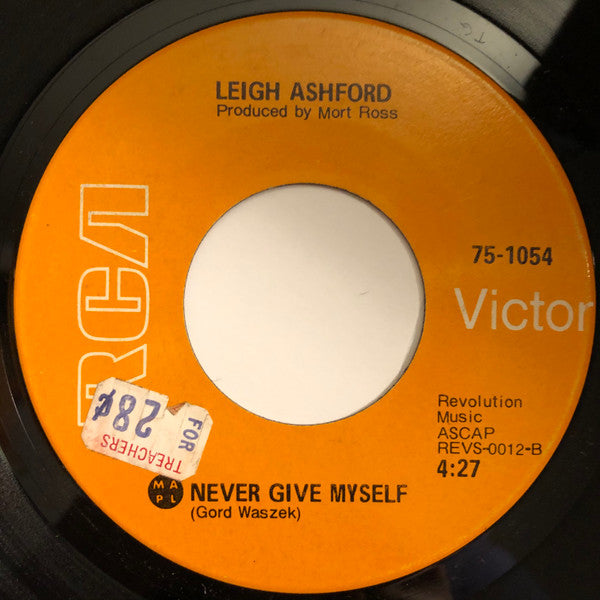 TG
LEIGH ASHFORD
Produced by Mort Ross
RCA
75-1054
Victor
Revolution
Music
ASCAP
REVS-0012-B
4:27
FOR
28¢
TREACHERS
M A
P L
NEVER GIVE MYSELF
(Gord Waszek)